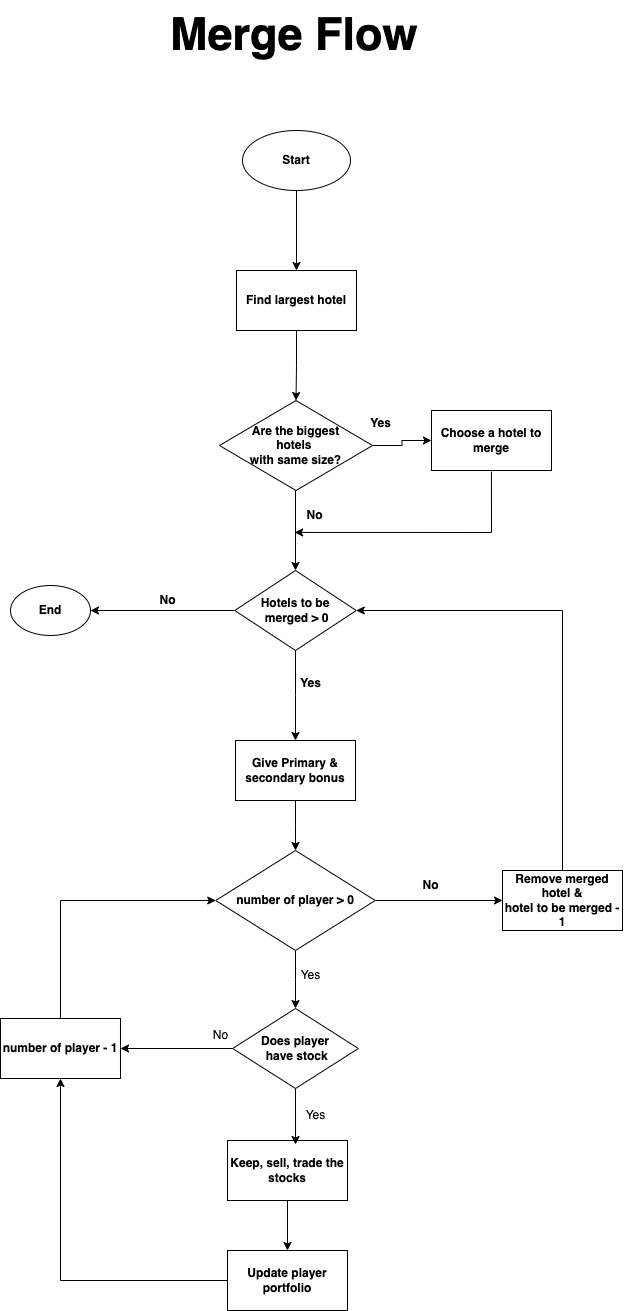 Merge Flow
Start
Find largest hotel
Are the biggest
hotels
with same size?
Yes
Choose a hotel to
merge
No
Hotels to be
merged > 0
No
End
Yes
Give Primary &
secondary bonus
number of player > 0
No
Remove merged
hotel &
hotel to be merged -
1
Yes
Does player
have stock
No
number of player - 1
Yes
Keep, sell, trade the
stocks
Update player
portfolio